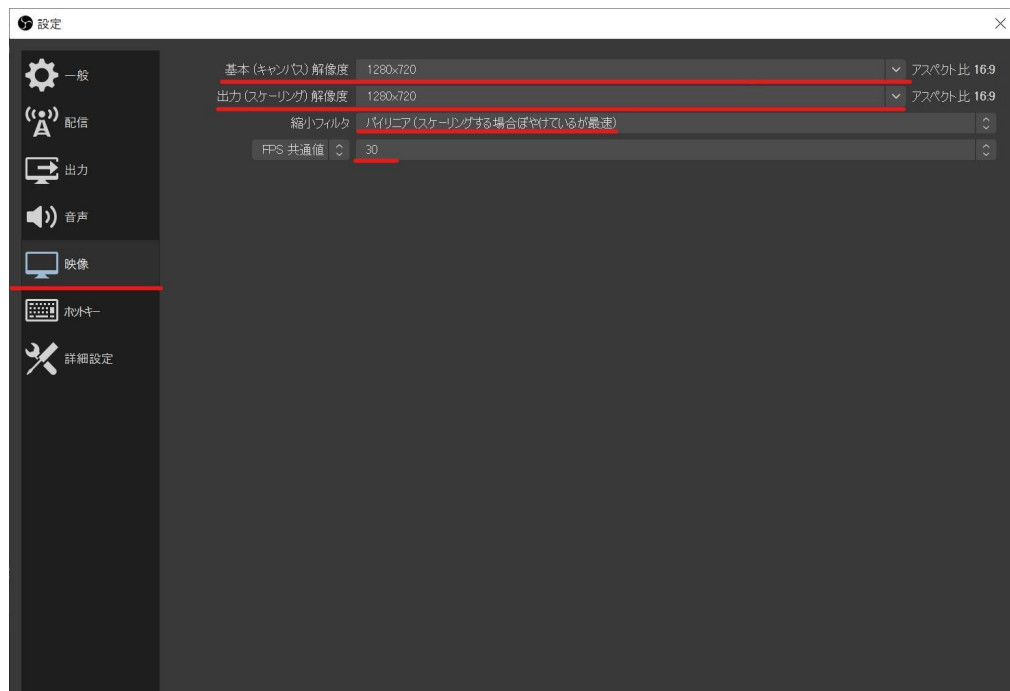 設定
一般
配信
出力
音声
映像
ホットキー
詳細設定
基本 (キャンバス) 解像度 1280x720 アスペクト比 16:9
出力 (スケーリング) 解像度 1280x720 アスペクト比 16:9
縮小フィルタ バイリニア (スケーリングする場合ぼやけているが最速)
FPS 共通値 30